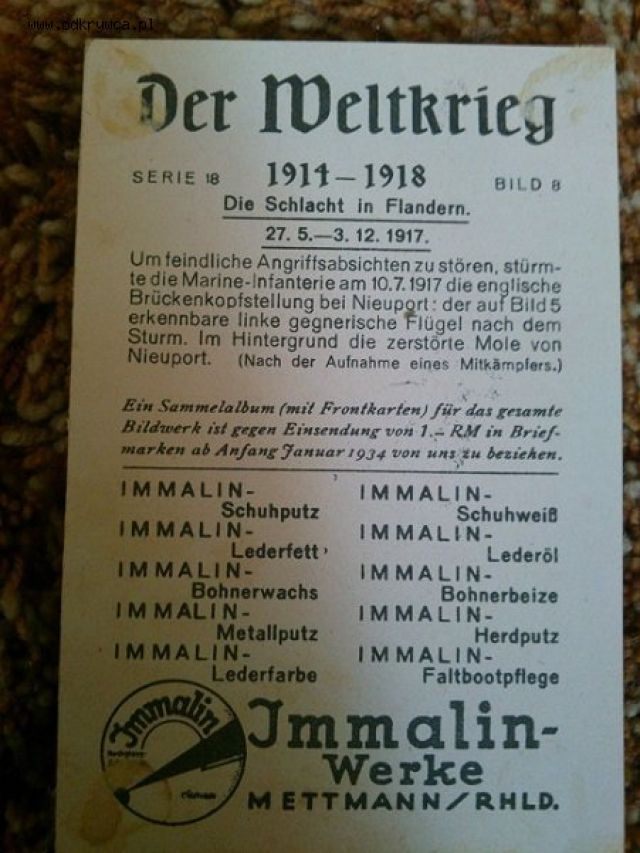 www.odkrywca.pl
Der Weltkrieg
SERIE 18 1914–1918 BILD 8
Die Schlacht in Flandern.
27. 5.—3. 12. 1917.
Um feindliche Angriffsabsichten zu stören, stürm-
te die Marine-Infanterie am 10.7.1917 die englische
Brückenkopfstellung bei Nieuport: der auf Bild 5
erkennbare linke gegnerische Flügel nach dem
Sturm. Im Hintergrund die zerstörte Mole von
Nieuport. (Nach der Aufnahme eines Mitkämpfers.)
Ein Sammelalbum (mit Frontkarten) für das gesamte
Bildwerk ist gegen Einsendung von 1.– RM in Brief-
marken ab Anfang Januar 1934 von uns zu beziehen.
IMMALIN- IMMALIN-
Schuhputz Schuhweiß
IMMALIN- IMMALIN-
Lederfett Lederöl
IMMALIN- IMMALIN-
Bohnerwachs Bohnerbeize
IMMALIN- IMMALIN-
Metallputz Herdputz
IMMALIN- IMMALIN-
Lederfarbe Faltbootpflege
Immalin
Immalin-
Werke
METTMANN/RHLD.